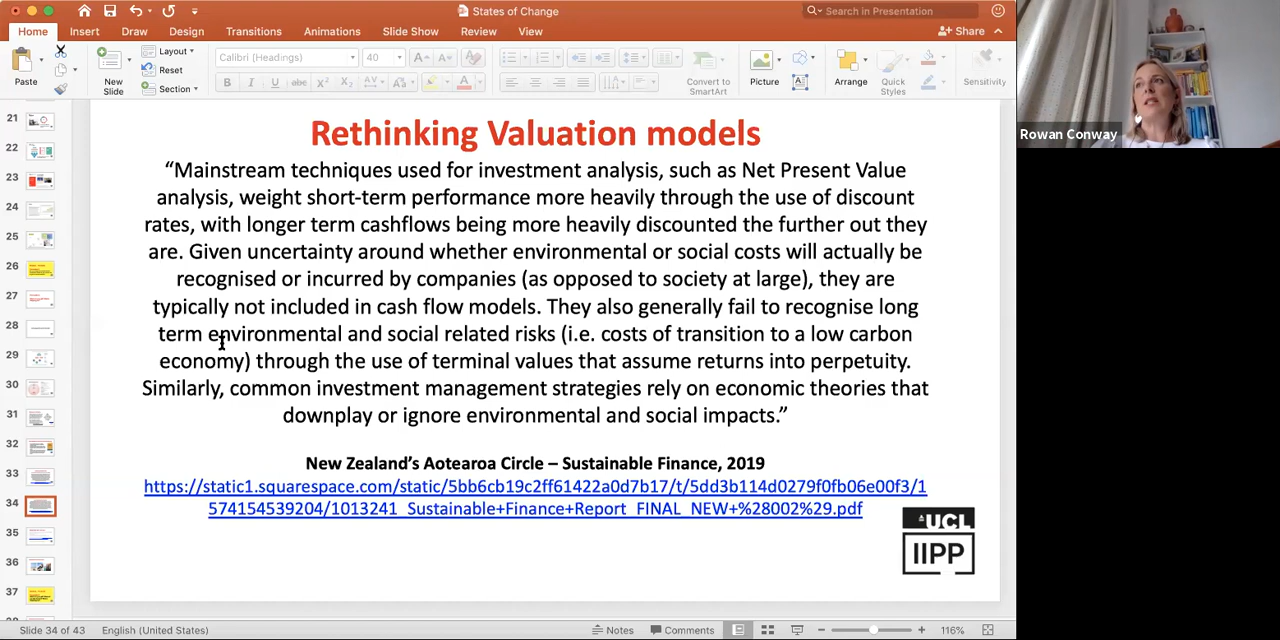 States of Change
Search in Presentation
Home
Insert
Draw
Design
Transitions
Animations
Slide Show
Review
View
Share
Paste
New
Slide
Layout
Reset
Section
Calibri (Headings)
40
Convert to
SmartArt
Picture
Arrange
Quick
Styles
Sensitivity
21
22
23
24
25
26
27
28
29
30
31
32
33
34
35
36
37
Rethinking Valuation models
“Mainstream techniques used for investment analysis, such as Net Present Value
analysis, weight short-term performance more heavily through the use of discount
rates, with longer term cashflows being more heavily discounted the further out they
are. Given uncertainty around whether environmental or social costs will actually be
recognised or incurred by companies (as opposed to society at large), they are
typically not included in cash flow models. They also generally fail to recognise long
term environmental and social related risks (i.e. costs of transition to a low carbon
economy) through the use of terminal values that assume returns into perpetuity.
Similarly, common investment management strategies rely on economic theories that
downplay or ignore environmental and social impacts.”
New Zealand’s Aotearoa Circle – Sustainable Finance, 2019
https://static1.squarespace.com/static/5bb6cb19c2ff61422a0d7b17/t/5dd3b114d0279f0fb06e00f3/1
574154539204/1013241_Sustainable+Finance+Report_FINAL_NEW+%28002%29.pdf
UCL
IIPP
Rowan Conway
Slide 34 of 43
English (United States)
Notes
Comments
116%